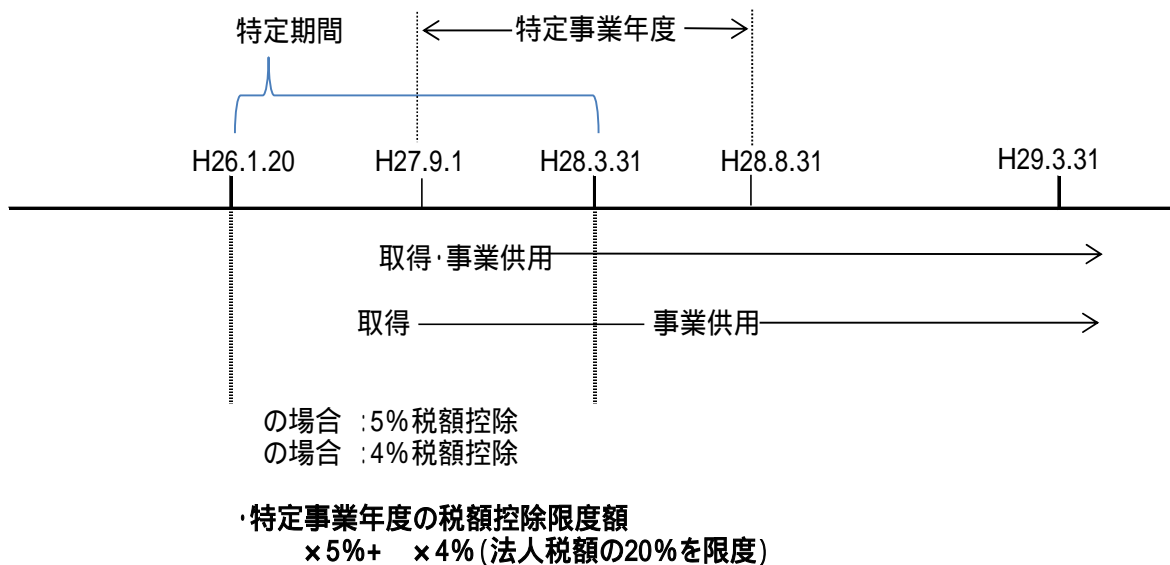 特定期間
特定事業年度
H26.1.20 H27.9.1 H28.3.31 H28.8.31 H29.3.31
取得・事業供用
取得 事業供用
の場合 :5%税額控除
の場合 :4%税額控除
・特定事業年度の税額控除限度額
×5%+ ×4%(法人税額の20%を限度)